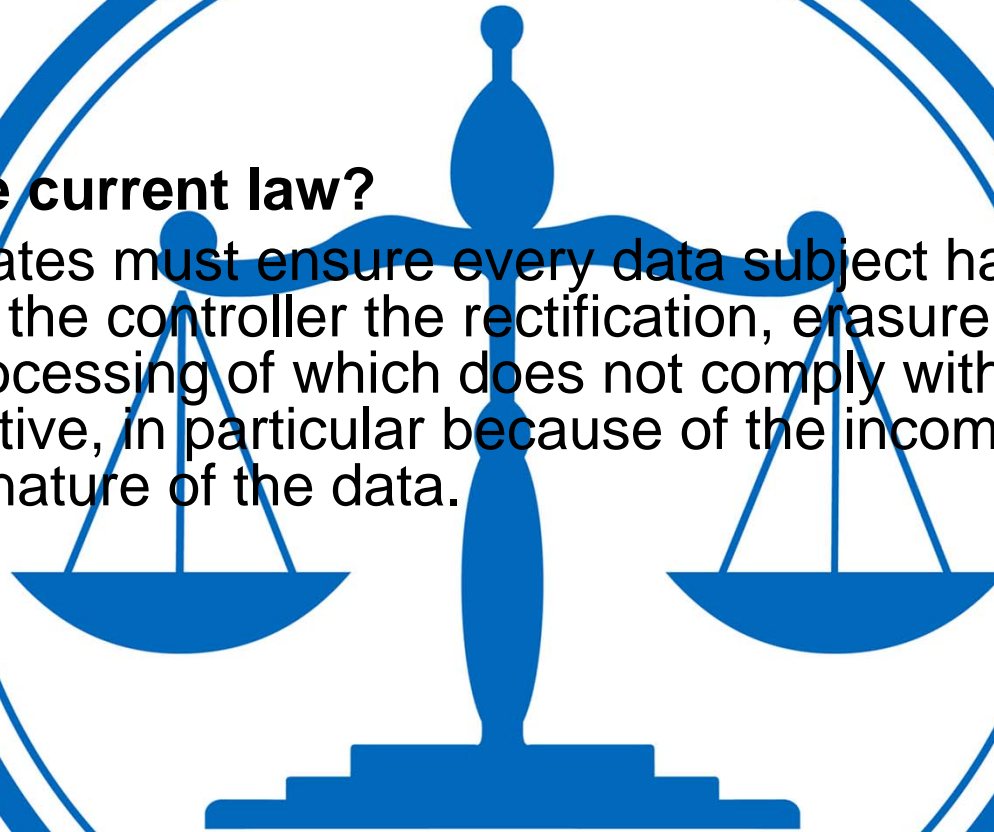 e current law?
ates must ensure every data subject ha
the controller the rectification, erasure
ocessing of which does not comply with
tive, in particular because of the incom
nature of the data.